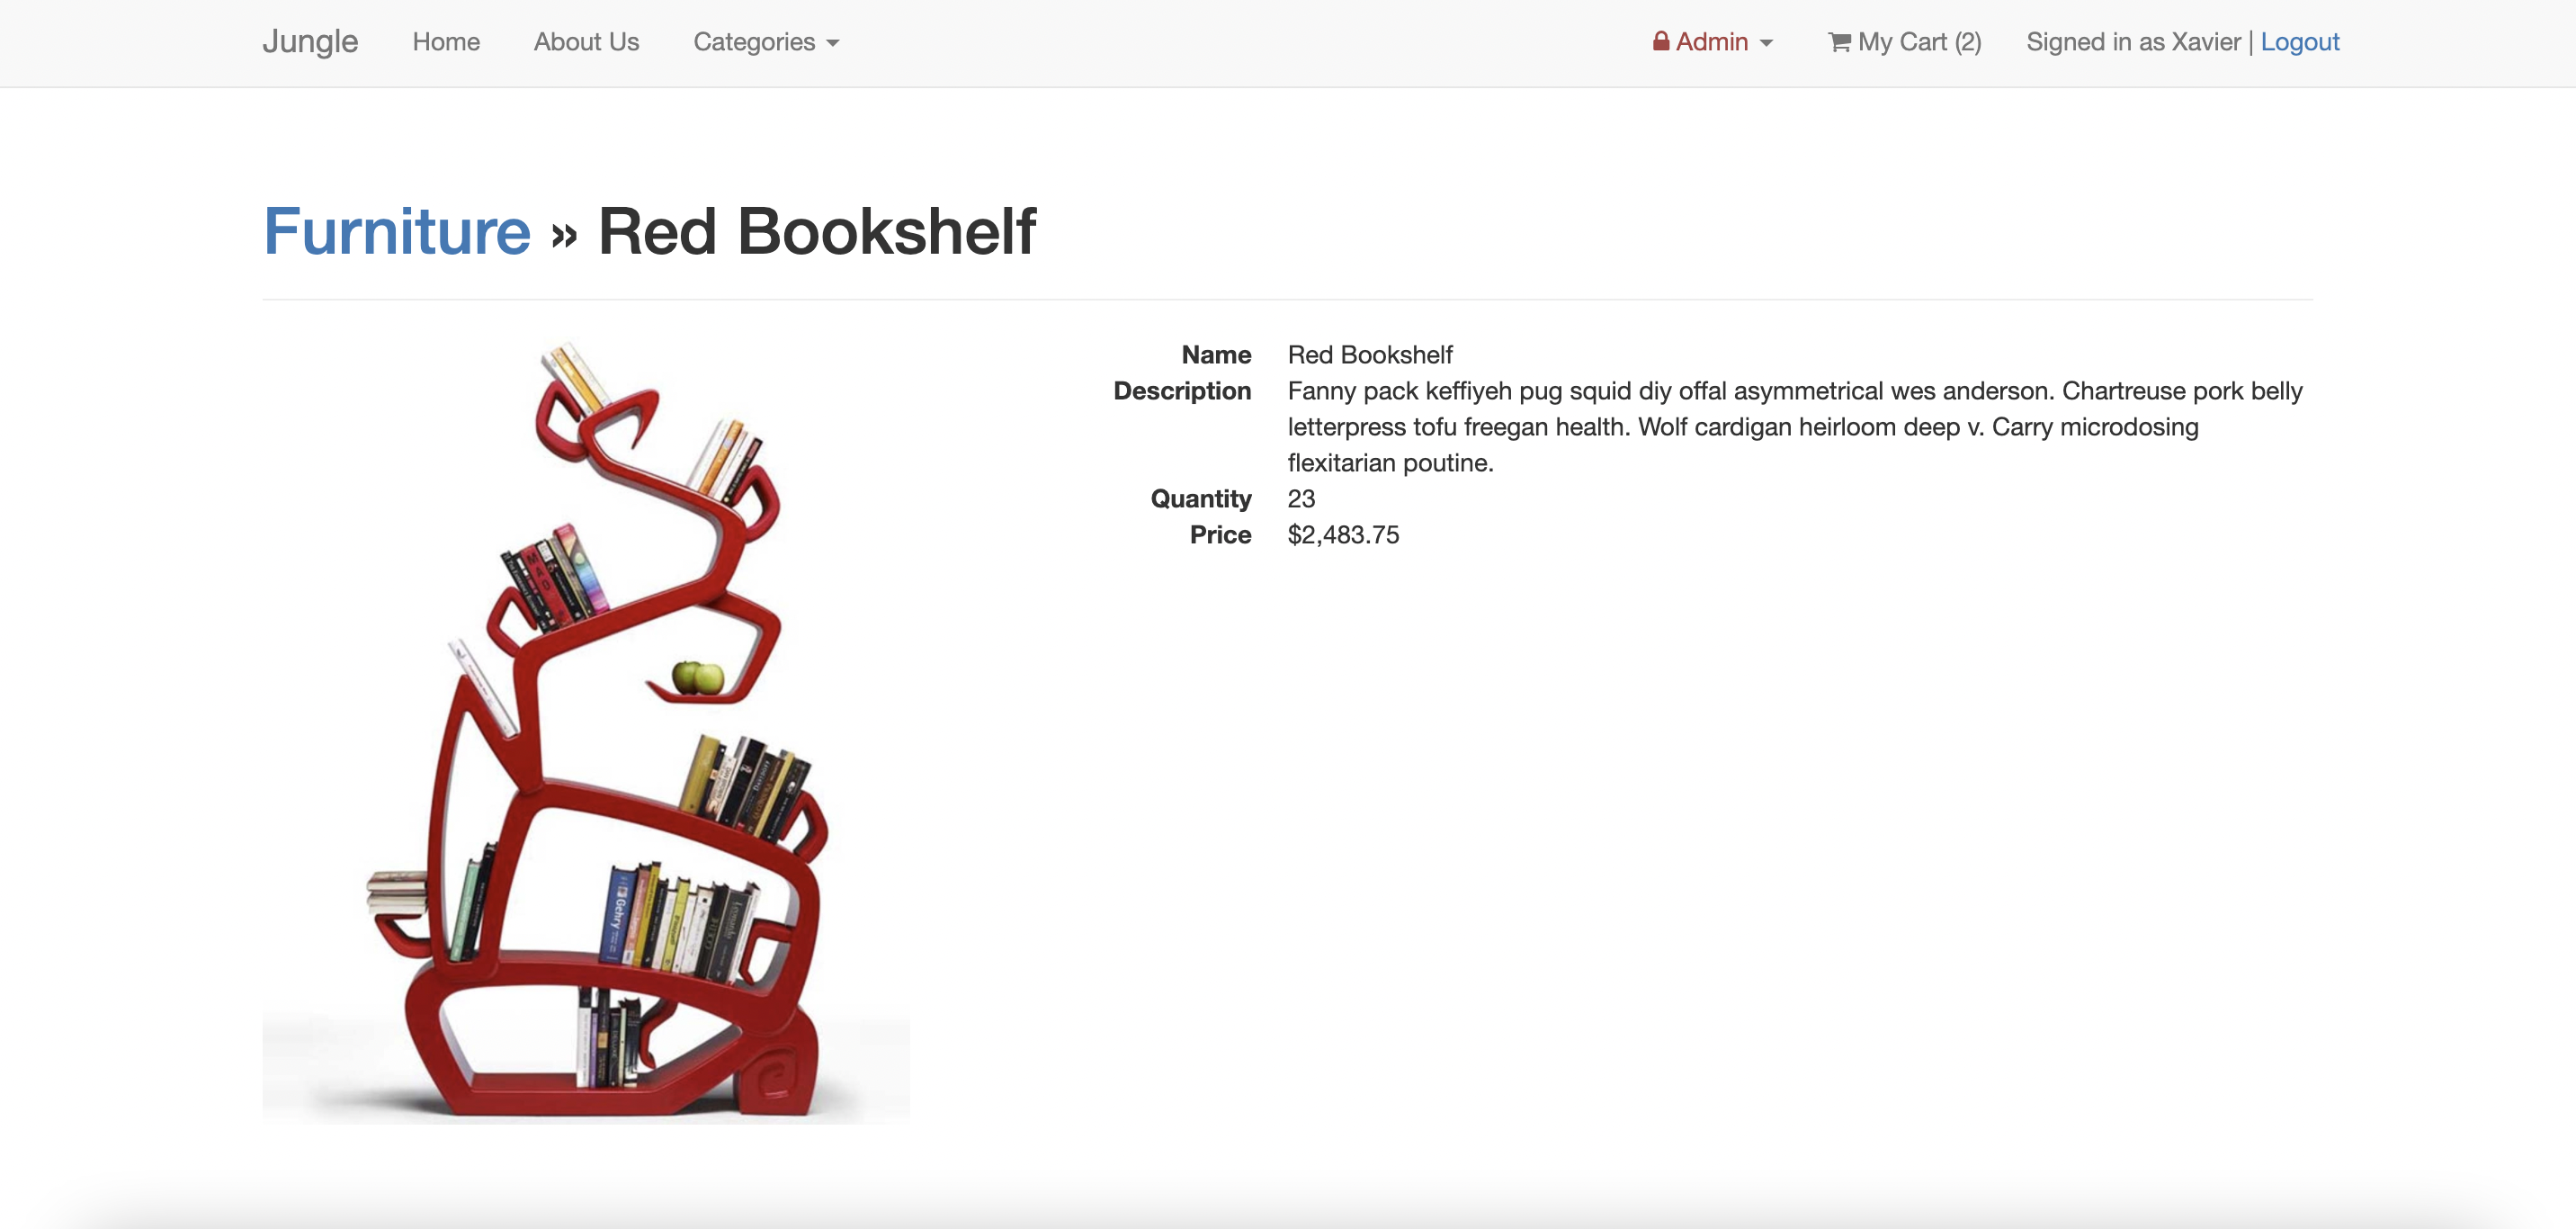 Jungle Home About Us Categories Admin My Cart (2) Signed in as Xavier | Logout
Furniture » Red Bookshelf
Name Red Bookshelf
Description Fanny pack keffiyeh pug squid diy offal asymmetrical wes anderson. Chartreuse pork belly
letterpress tofu freegan health. Wolf cardigan heirloom deep v. Carry microdosing
flexitarian poutine.
Quantity 23
Price $2,483.75
Gehry